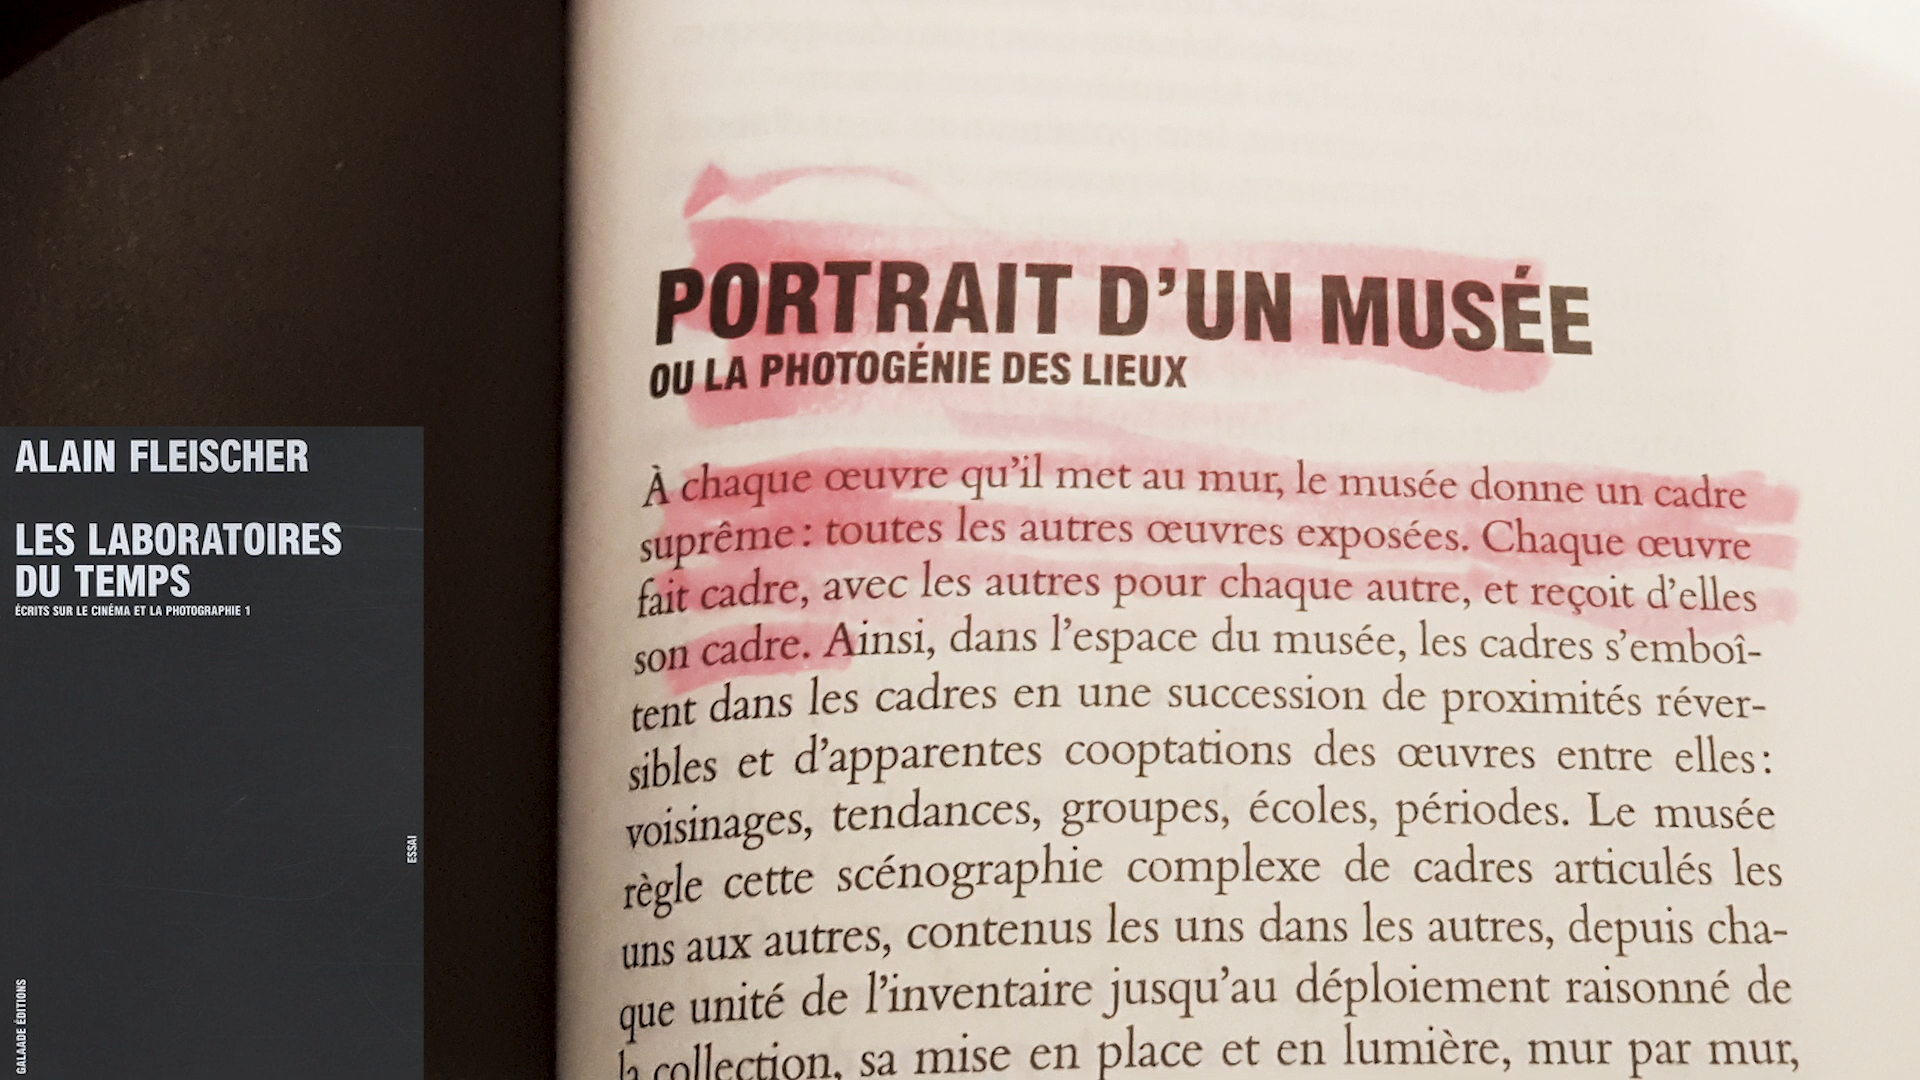 ALAIN FLEISCHER
LES LABORATOIRES
DU TEMPS
ÉCRITS SUR LE CINÉMA ET LA PHOTOGRAPHIE 1
ESSAI
GALAADE ÉDITIONS
PORTRAIT D’UN MUSÉE
OU LA PHOTOGÉNIE DES LIEUX
À chaque œuvre qu’il met au mur, le musée donne un cadre
suprême : toutes les autres œuvres exposées. Chaque œuvre
fait cadre, avec les autres pour chaque autre, et reçoit d’elles
son cadre. Ainsi, dans l’espace du musée, les cadres s’emboî-
tent dans les cadres en une succession de proximités réver-
sibles et d’apparentes cooptations des œuvres entre elles :
voisinages, tendances, groupes, écoles, périodes. Le musée
règle cette scénographie complexe de cadres articulés les
uns aux autres, contenus les uns dans les autres, depuis cha-
que unité de l’inventaire jusqu’au déploiement raisonné de
la collection, sa mise en place et en lumière, mur par mur,